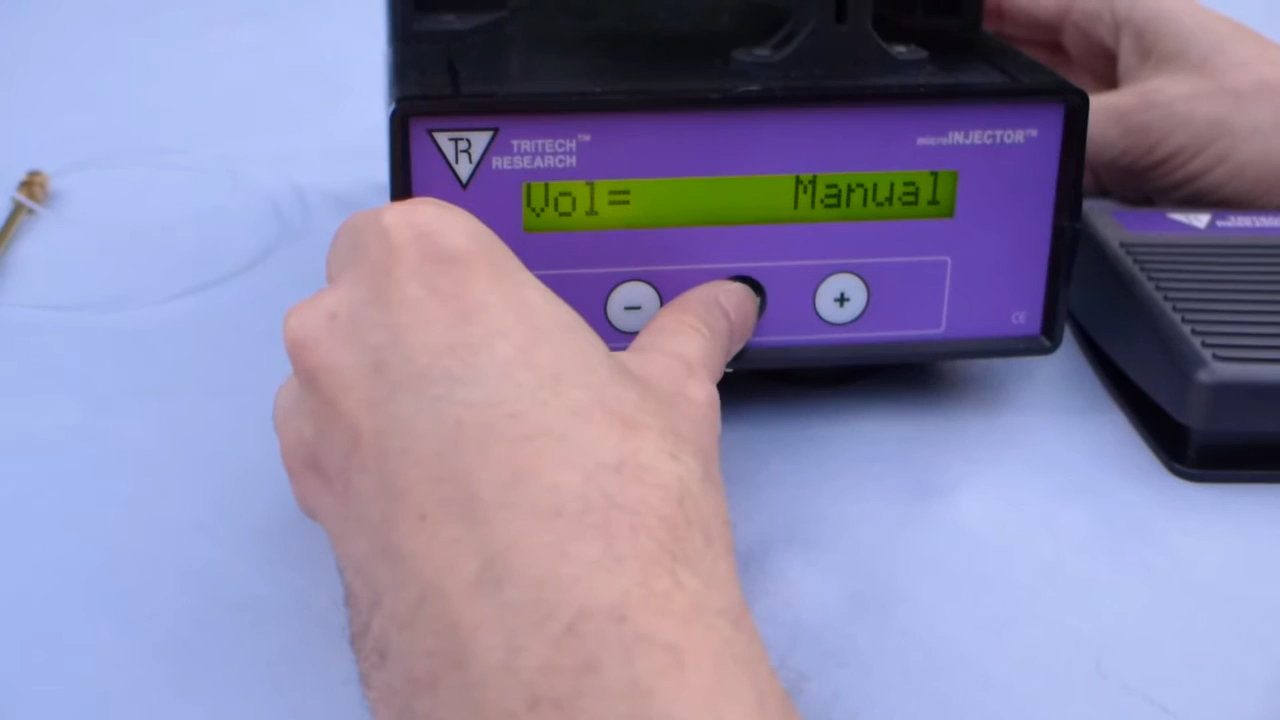 TR
TRITECH™
RESEARCH
microINJECTOR™
Vol= Manual
−
+
CE